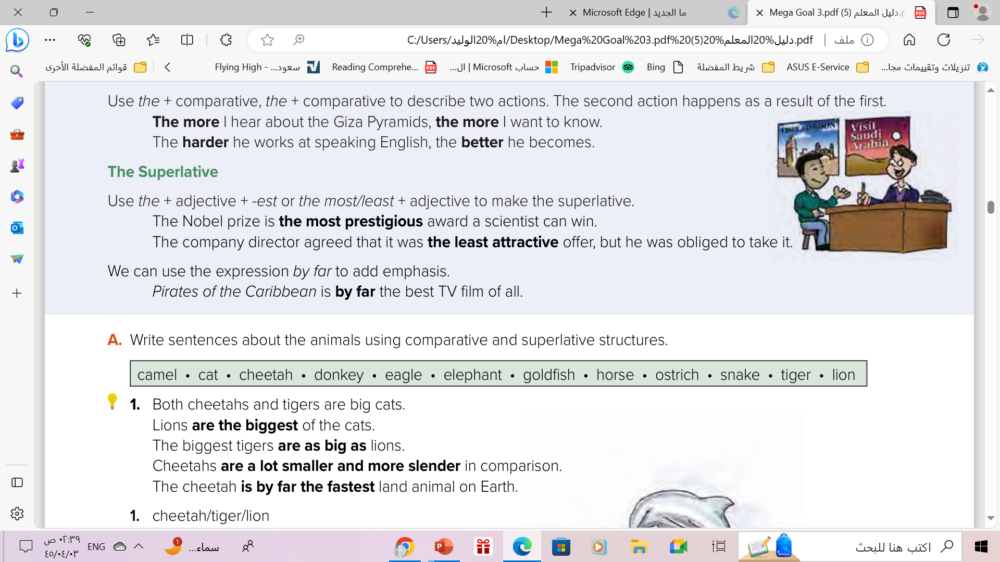 Mega Goal 3.pdf (5) دليل المعلم.p
ما الجديد | Microsoft Edge
ملف
C:/Users/ام%20الوليد/Desktop/Mega%20Goal%203.pdf%20(5)%20دليل%20المعلم.pdf
تنزيلات وتقييمات مجا...
ASUS E-Service
شريط المفضلة
Bing
Tripadvisor
حساب Microsoft | ال...
Reading Comprehe...
Flying High - ...سعود
قوائم المفضلة الأخرى
Use the + comparative, the + comparative to describe two actions. The second action happens as a result of the first.
The more I hear about the Giza Pyramids, the more I want to know.
The harder he works at speaking English, the better he becomes.
Visit
Saudi
Arabia
The Superlative
Use the + adjective + -est or the most/least + adjective to make the superlative.
The Nobel prize is the most prestigious award a scientist can win.
The company director agreed that it was the least attractive offer, but he was obliged to take it.
We can use the expression by far to add emphasis.
Pirates of the Caribbean is by far the best TV film of all.
A. Write sentences about the animals using comparative and superlative structures.
camel • cat • cheetah • donkey • eagle • elephant • goldfish • horse • ostrich • snake • tiger • lion
1. Both cheetahs and tigers are big cats.
Lions are the biggest of the cats.
The biggest tigers are as big as lions.
Cheetahs are a lot smaller and more slender in comparison.
The cheetah is by far the fastest land animal on Earth.
1. cheetah/tiger/lion
اكتب هنا للبحث
سماء...
1
ENG
٠٢:٣٩ ص
٤٥/٠٤/٠٣